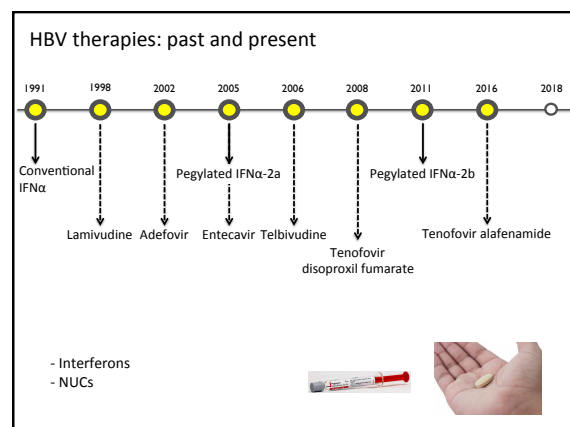 HBV therapies: past and present
1991 1998 2002 2005 2006 2008 2011 2016 2018
Conventional
IFNα
Pegylated IFNα-2a
Pegylated IFNα-2b
Lamivudine Adefovir Entecavir Telbivudine
Tenofovir
disoproxil fumarate
Tenofovir alafenamide
- Interferons
- NUCs